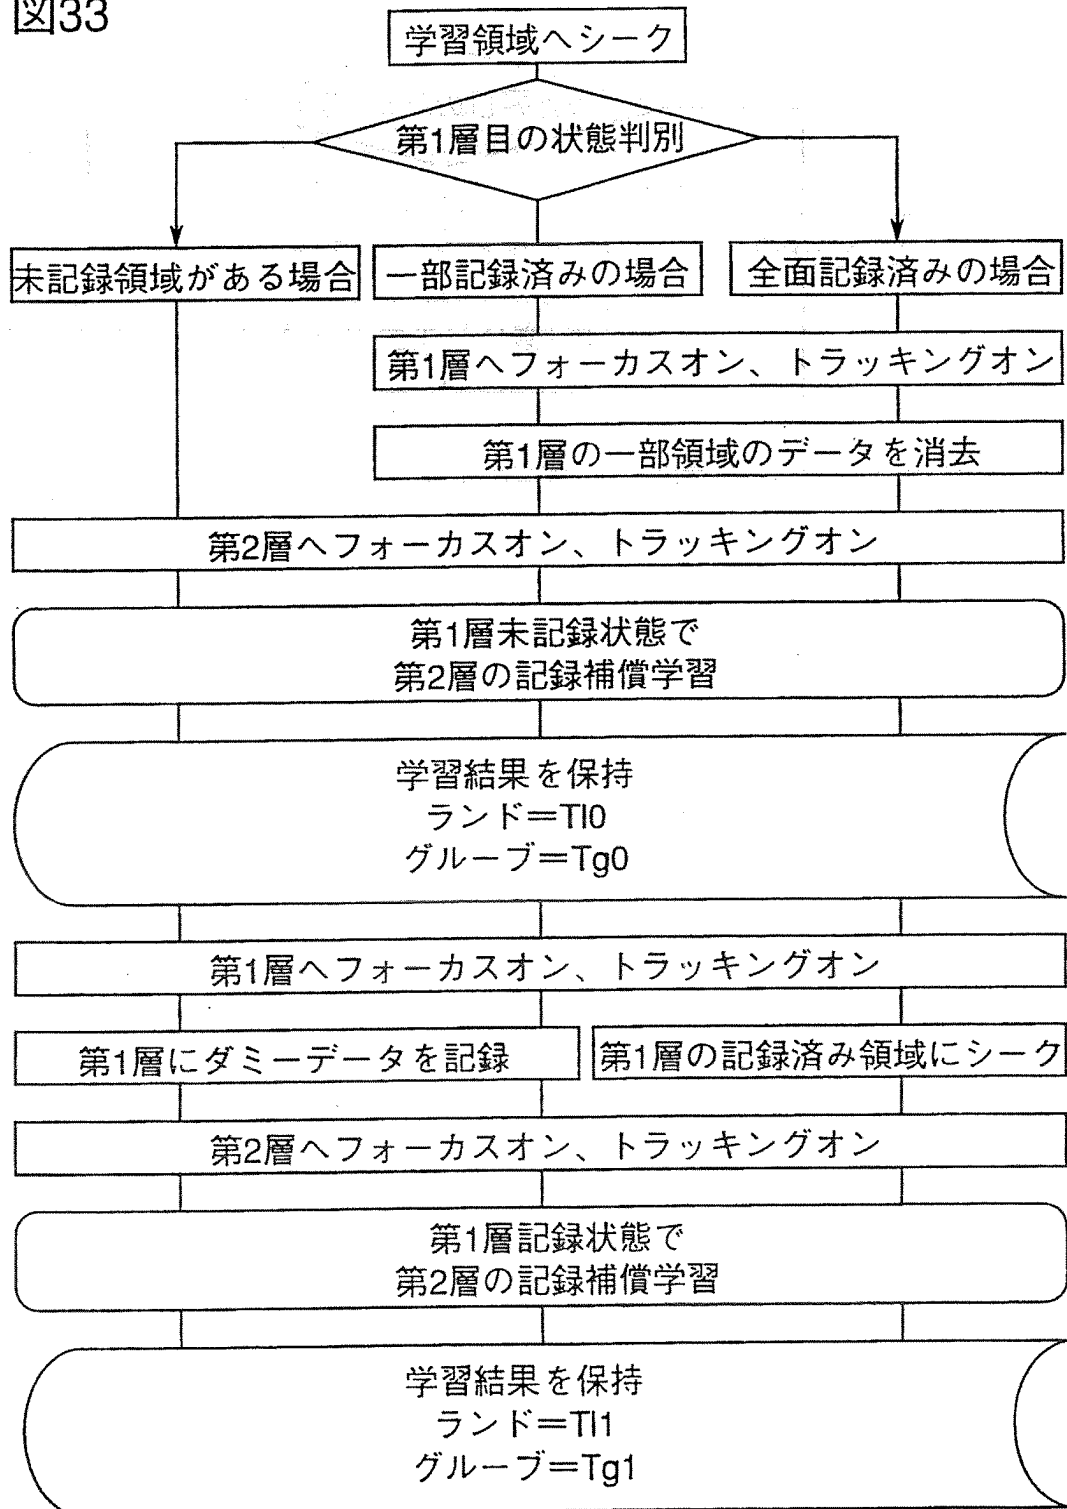 図33
学習領域へシーク
第1層目の状態判別
未記録領域がある場合
一部記録済みの場合
全面記録済みの場合
第1層へフォーカスオン、トラッキングオン
第1層の一部領域のデータを消去
第2層へフォーカスオン、トラッキングオン
第1層未記録状態で
第2層の記録補償学習
学習結果を保持
ランド＝Tl0
グルーブ＝Tg0
第1層へフォーカスオン、トラッキングオン
第1層にダミーデータを記録
第1層の記録済み領域にシーク
第2層へフォーカスオン、トラッキングオン
第1層記録状態で
第2層の記録補償学習
学習結果を保持
ランド＝Tl1
グルーブ＝Tg1